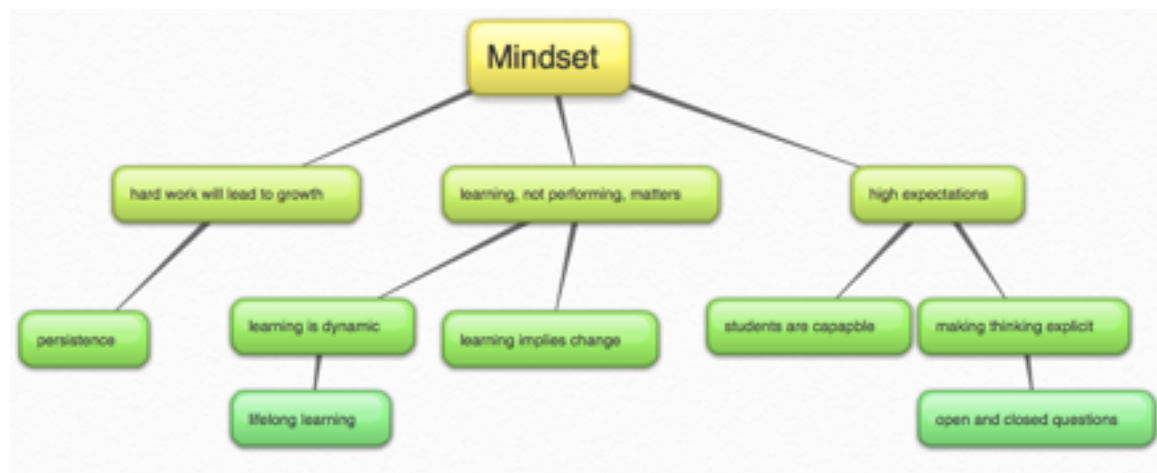 Mindset
hard work will lead to growth
learning, not performing, matters
high expectations
persistence
learning is dynamic
learning implies change
students are capapble
making thinking explicit
lifelong learning
open and closed questions